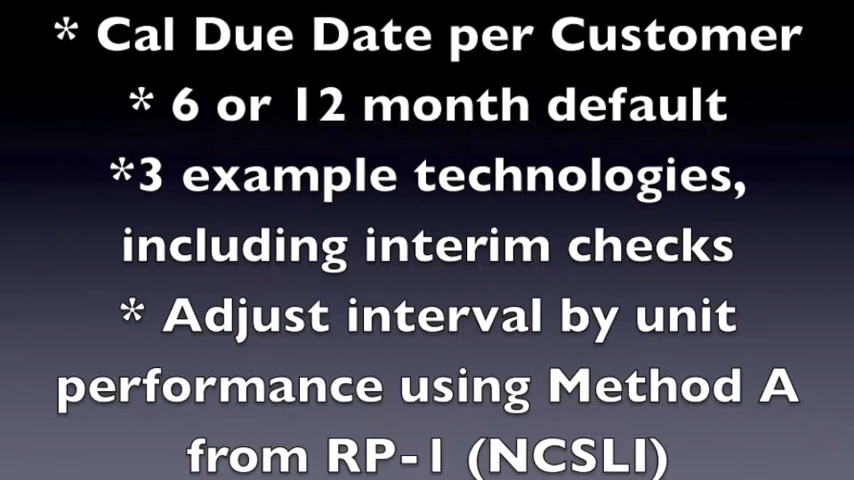 * Cal Due Date per Customer
* 6 or 12 month default
*3 example technologies,
including interim checks
* Adjust interval by unit
performance using Method A
from RP-1 (NCSLI)